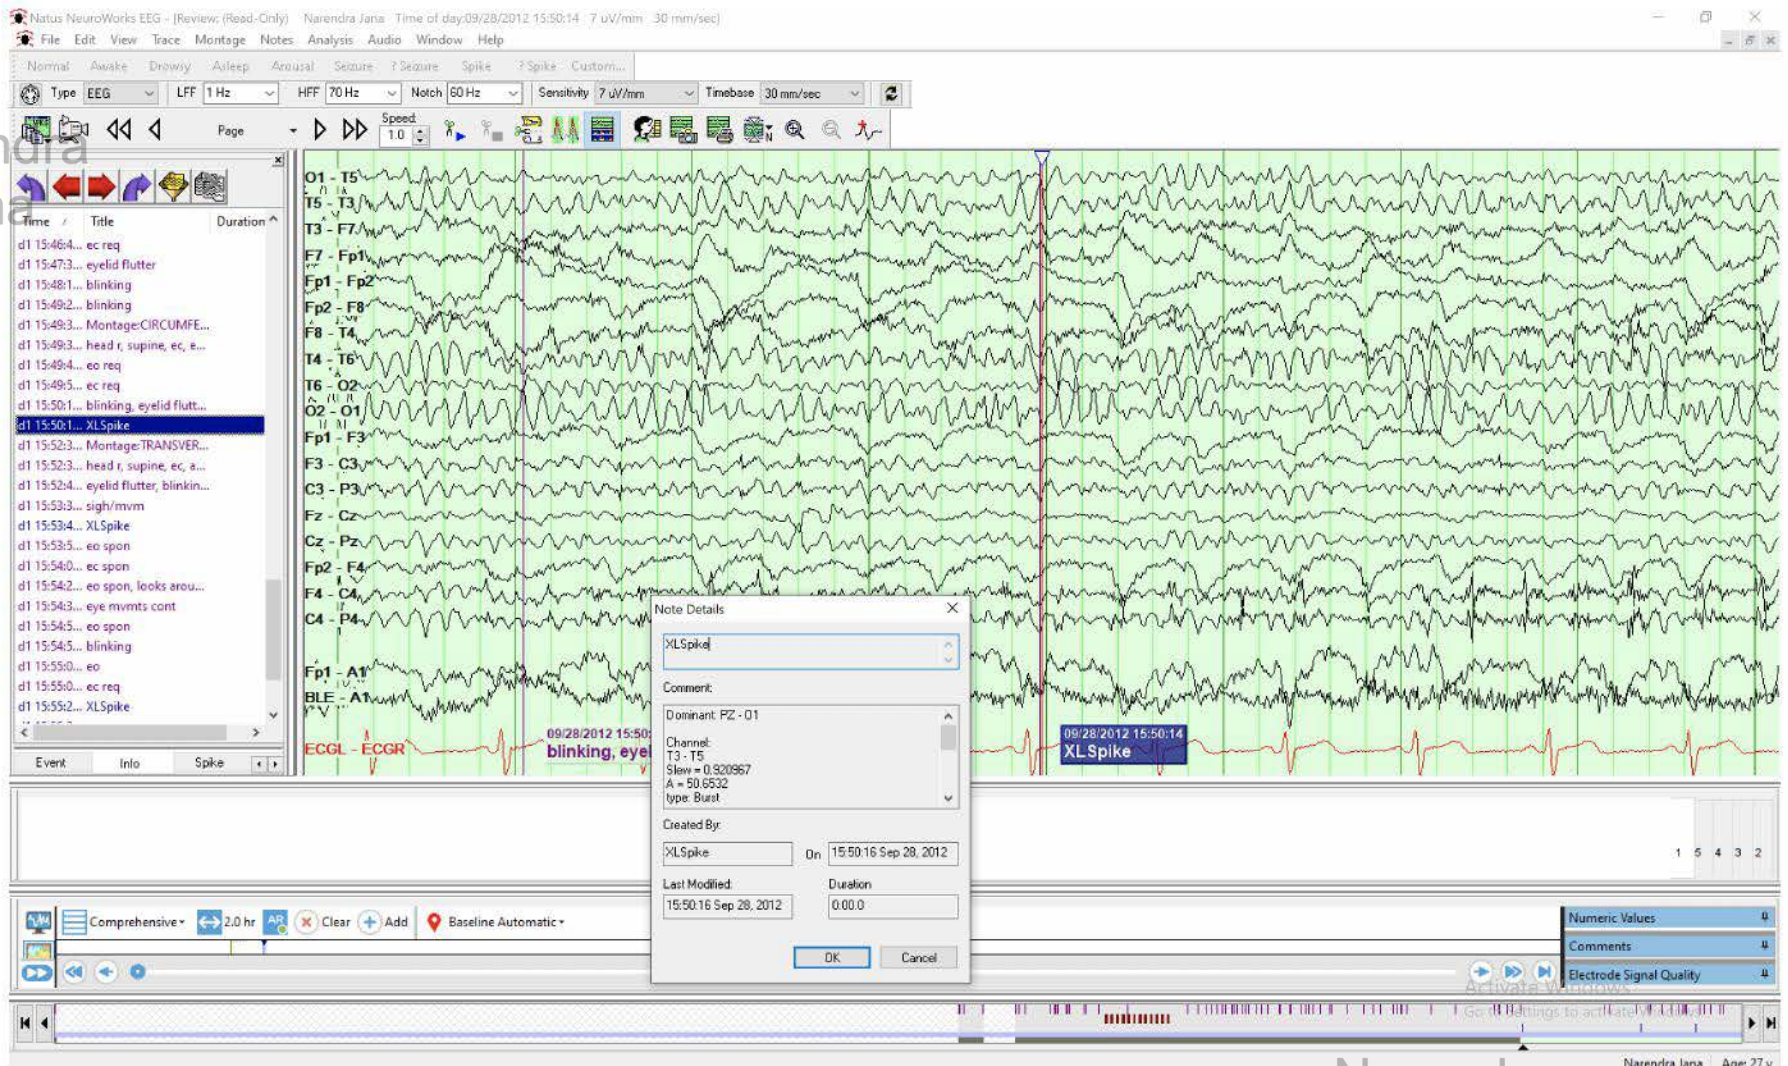 Natus NeuroWorks EEG - [Review: (Read-Only) Narendra Jana Time of day:09/28/2012 15:50:14 7 uV/mm 30 mm/sec]
File Edit View Trace Montage Notes Analysis Audio Window Help
Normal Awake Drowsy Asleep Arousal Seizure ? Seizure Spike ? Spike Custom...
Type EEG LFF 1 Hz HFF 70 Hz Notch 60 Hz Sensitivity 7 uV/mm Timebase 30 mm/sec
Page Speed: 1.0
Time / Title Duration
d1 15:46:4... ec req
d1 15:47:3... eyelid flutter
d1 15:48:1... blinking
d1 15:49:2... blinking
d1 15:49:3... Montage:CIRCUMFE...
d1 15:49:3... head r, supine, ec, e...
d1 15:49:4... eo req
d1 15:49:5... ec req
d1 15:50:1... blinking, eyelid flutt...
d1 15:50:1... XLSpike
d1 15:52:3... Montage:TRANSVER...
d1 15:52:3... head r, supine, ec, a...
d1 15:52:4... eyelid flutter, blinkin...
d1 15:53:3... sigh/mvm
d1 15:53:4... XLSpike
d1 15:53:5... eo spon
d1 15:54:0... ec spon
d1 15:54:2... eo spon, looks arou...
d1 15:54:3... eye mvmts cont
d1 15:54:5... eo spon
d1 15:54:5... blinking
d1 15:55:0... eo
d1 15:55:0... ec req
d1 15:55:2... XLSpike
Event Info Spike
O1 - T5
T5 - T3
T3 - F7
F7 - Fp1
Fp1 - Fp2
Fp2 - F8
F8 - T4
T4 - T6
T6 - O2
O2 - O1
Fp1 - F3
F3 - C3
C3 - P3
Fz - Cz
Cz - Pz
Fp2 - F4
F4 - C4
C4 - P4
Fp1 - A1
BLE - A1
ECGL - ECGR
09/28/2012 15:50:
blinking, eyel
09/28/2012 15:50:14
XLSpike
Note Details
XLSpike
Comment:
Dominant: PZ - O1
Channel:
T3 - T5
Slew = 0.920967
A = 50.6532
type: Burst
Created By:
XLSpike On 15:50:16 Sep 28, 2012
Last Modified: Duration
15:50:16 Sep 28, 2012 0:00.0
OK Cancel
1 5 4 3 2
Comprehensive 2.0 hr AR Clear Add Baseline Automatic
Numeric Values
Comments
Electrode Signal Quality
Activate Windows
Go to Settings to activate Windows.
Narendra Jana Age: 27 y